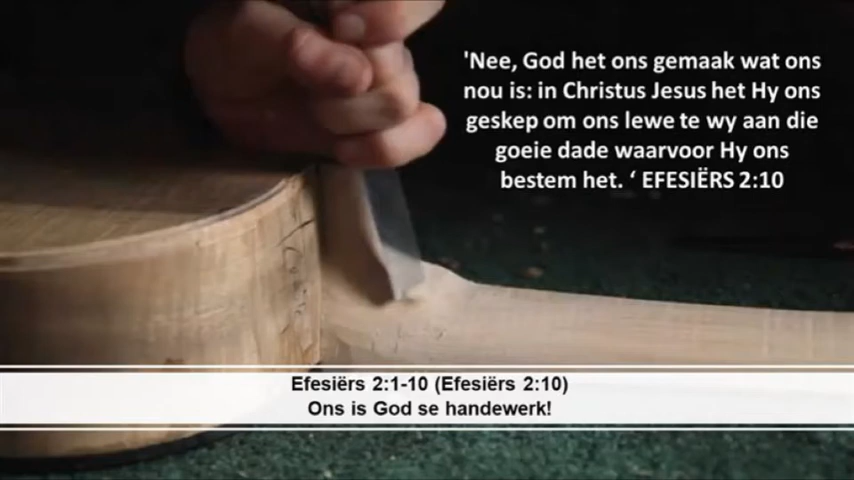 'Nee, God het ons gemaak wat ons
nou is: in Christus Jesus het Hy ons
geskep om ons lewe te wy aan die
goeie dade waarvoor Hy ons
bestem het. ‘ EFESIËRS 2:10
Efesiërs 2:1-10 (Efesiërs 2:10)
Ons is God se handewerk!